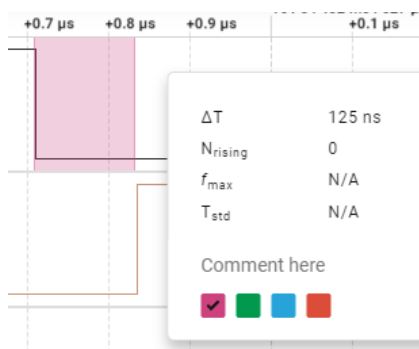 +0.7 μs +0.8 μs +0.9 μs +0.1 μs
ΔT 125 ns
Nrising 0
fmax N/A
Tstd N/A
Comment here